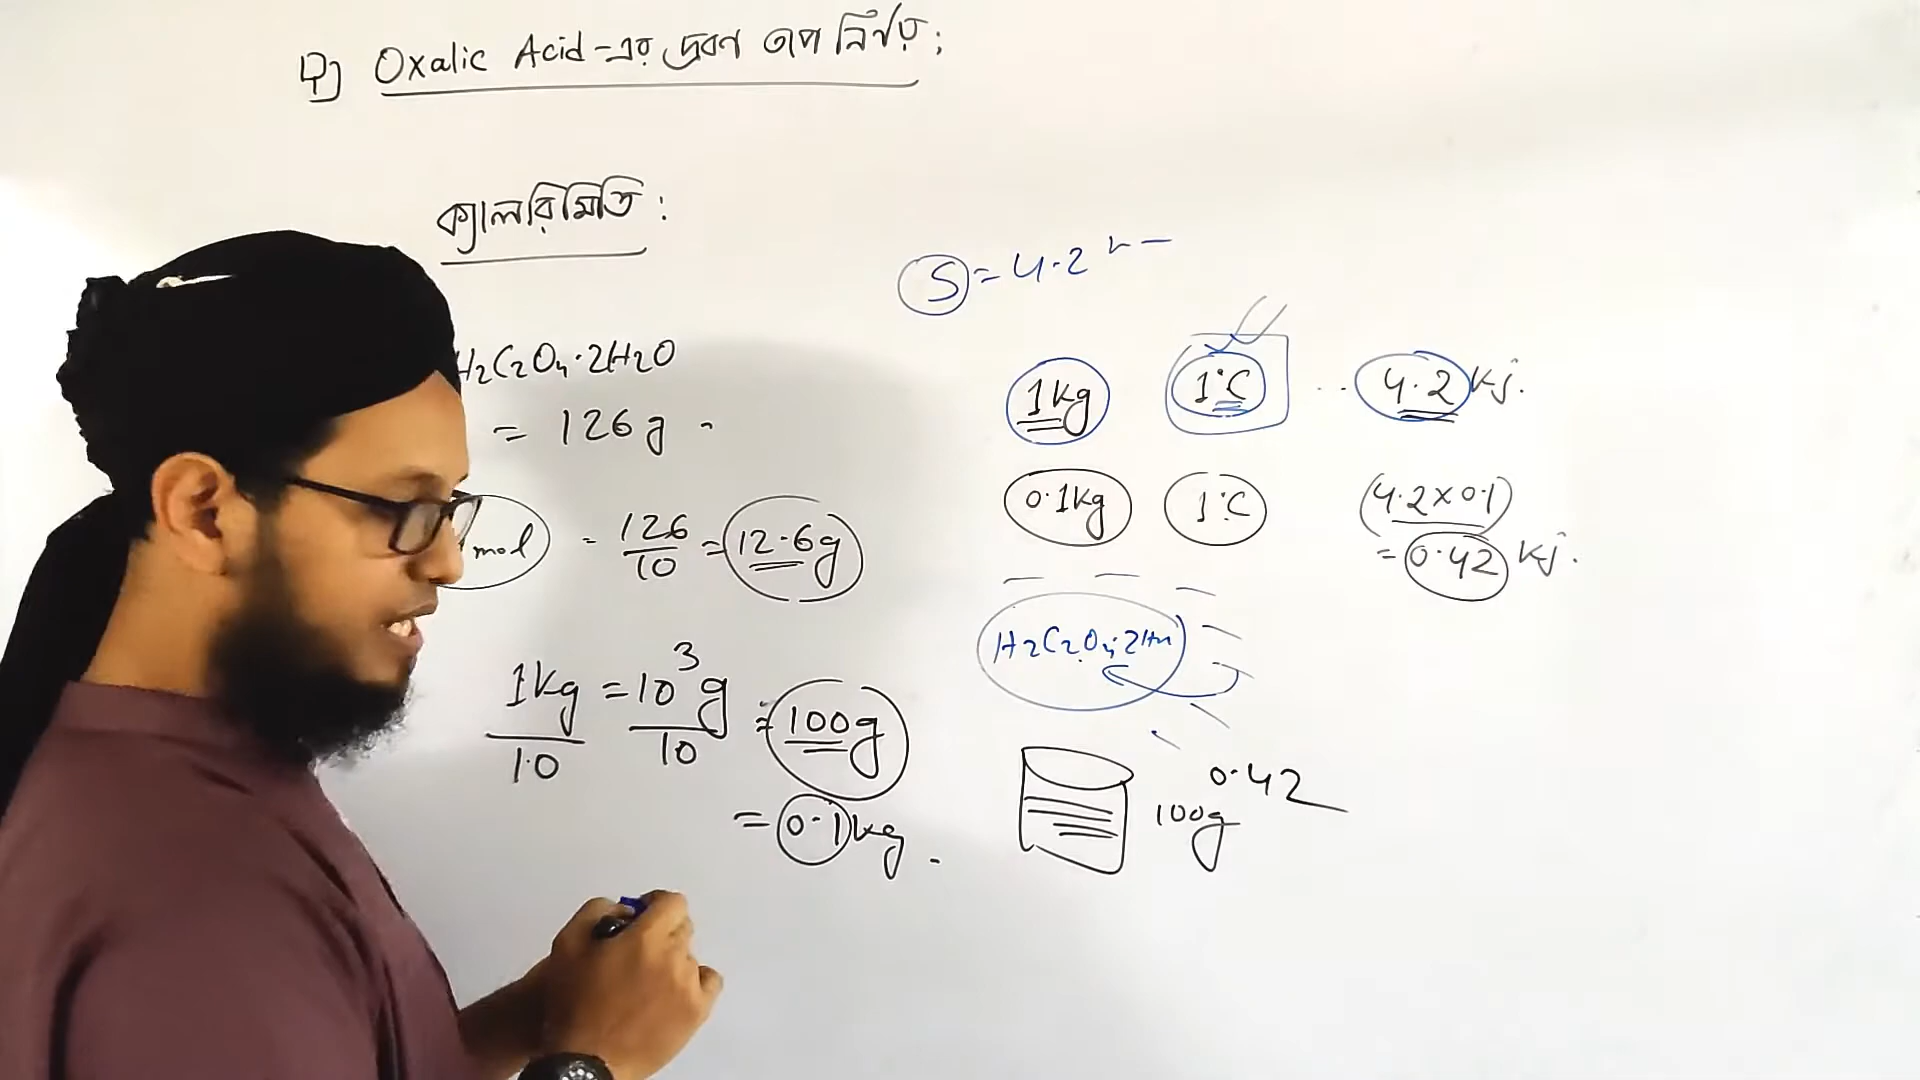 Oxalic Acid-এর দ্রবণ তাপ নির্ণয় :
ক্যালরিমিতি :
H2C2O4·2H2O
= 126g
mol = 126/10 = 12.6g
1kg/10 = 10³g/10 = 100g
= 0.1kg.
S = 4.2
1kg 1°C .. 4.2 kj.
0.1kg 1°C (4.2×0.1)
= 0.42 kj.
H2C2O4·2H
0.42
100g